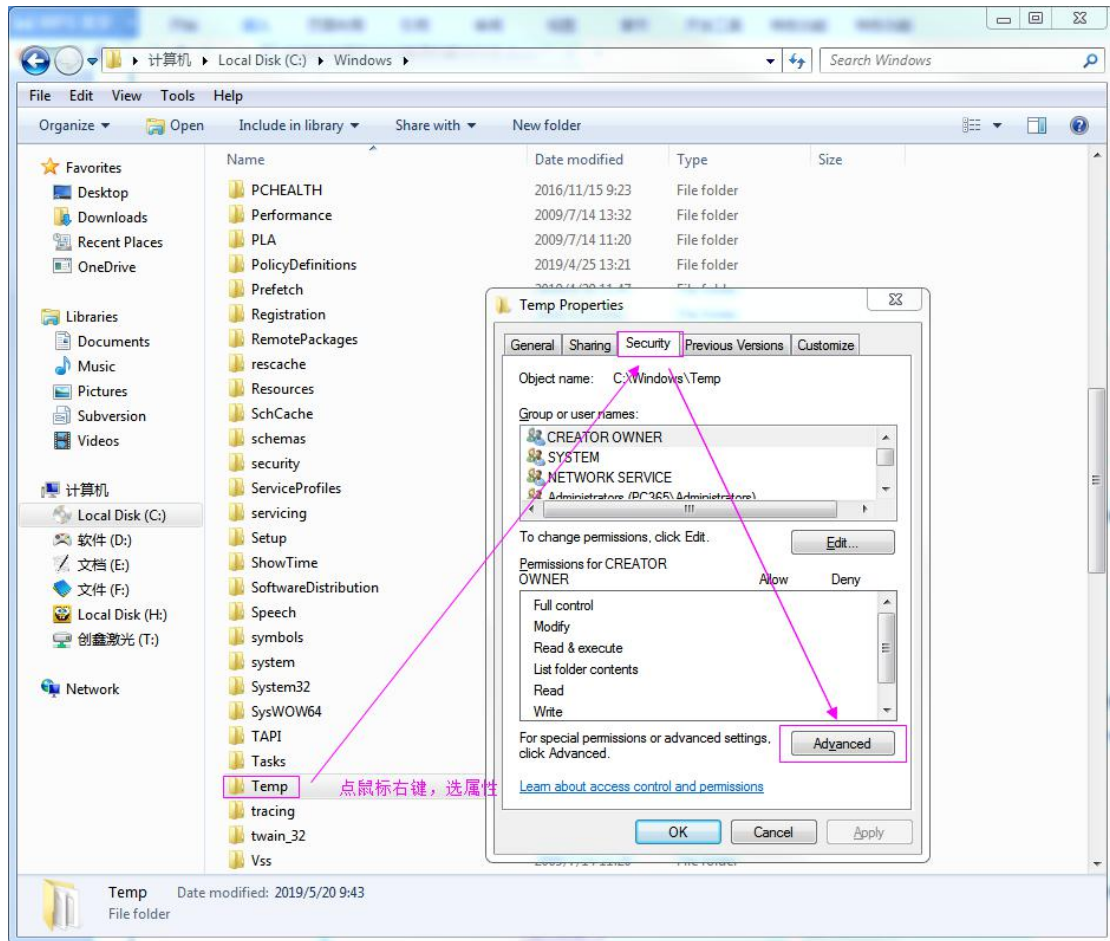 计算机 ▸ Local Disk (C:) ▸ Windows ▸
Search Windows
File Edit View Tools Help
Organize Open Include in library Share with New folder
Name Date modified Type Size
Favorites
Desktop
Downloads
Recent Places
OneDrive
Libraries
Documents
Music
Pictures
Subversion
Videos
计算机
Local Disk (C:)
软件 (D:)
文档 (E:)
文件 (F:)
Local Disk (H:)
创鑫激光 (T:)
Network
PCHEALTH 2016/11/15 9:23 File folder
Performance 2009/7/14 13:32 File folder
PLA 2009/7/14 11:20 File folder
PolicyDefinitions 2019/4/25 13:21 File folder
Prefetch
Registration
RemotePackages
rescache
Resources
SchCache
schemas
security
ServiceProfiles
servicing
Setup
ShowTime
SoftwareDistribution
Speech
symbols
system
System32
SysWOW64
TAPI
Tasks
Temp 点鼠标右键，选属性
tracing
twain_32
Vss
Temp Properties
General Sharing Security Previous Versions Customize
Object name: C:\Windows\Temp
Group or user names:
CREATOR OWNER
SYSTEM
NETWORK SERVICE
Administrators (PC365\Administrators)
To change permissions, click Edit.
Edit...
Permissions for CREATOR
OWNER Allow Deny
Full control
Modify
Read & execute
List folder contents
Read
Write
For special permissions or advanced settings,
click Advanced.
Advanced
Learn about access control and permissions
OK Cancel Apply
Temp Date modified: 2019/5/20 9:43
File folder